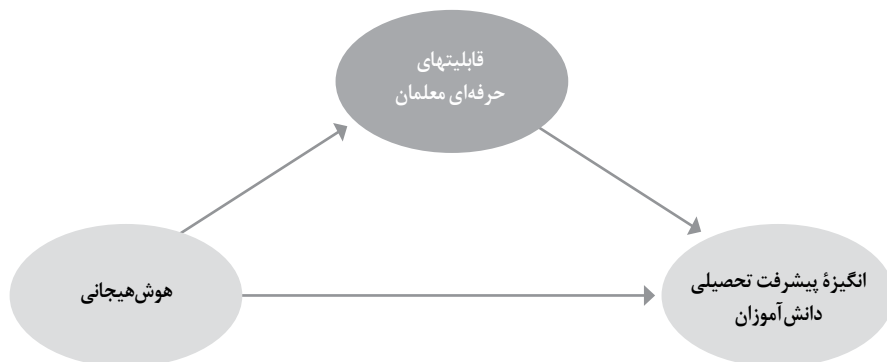 قابلیتهای
حرفه‌ای معلمان
هوش‌هیجانی
انگیزهٔ پیشرفت تحصیلی
دانش‌آموزان